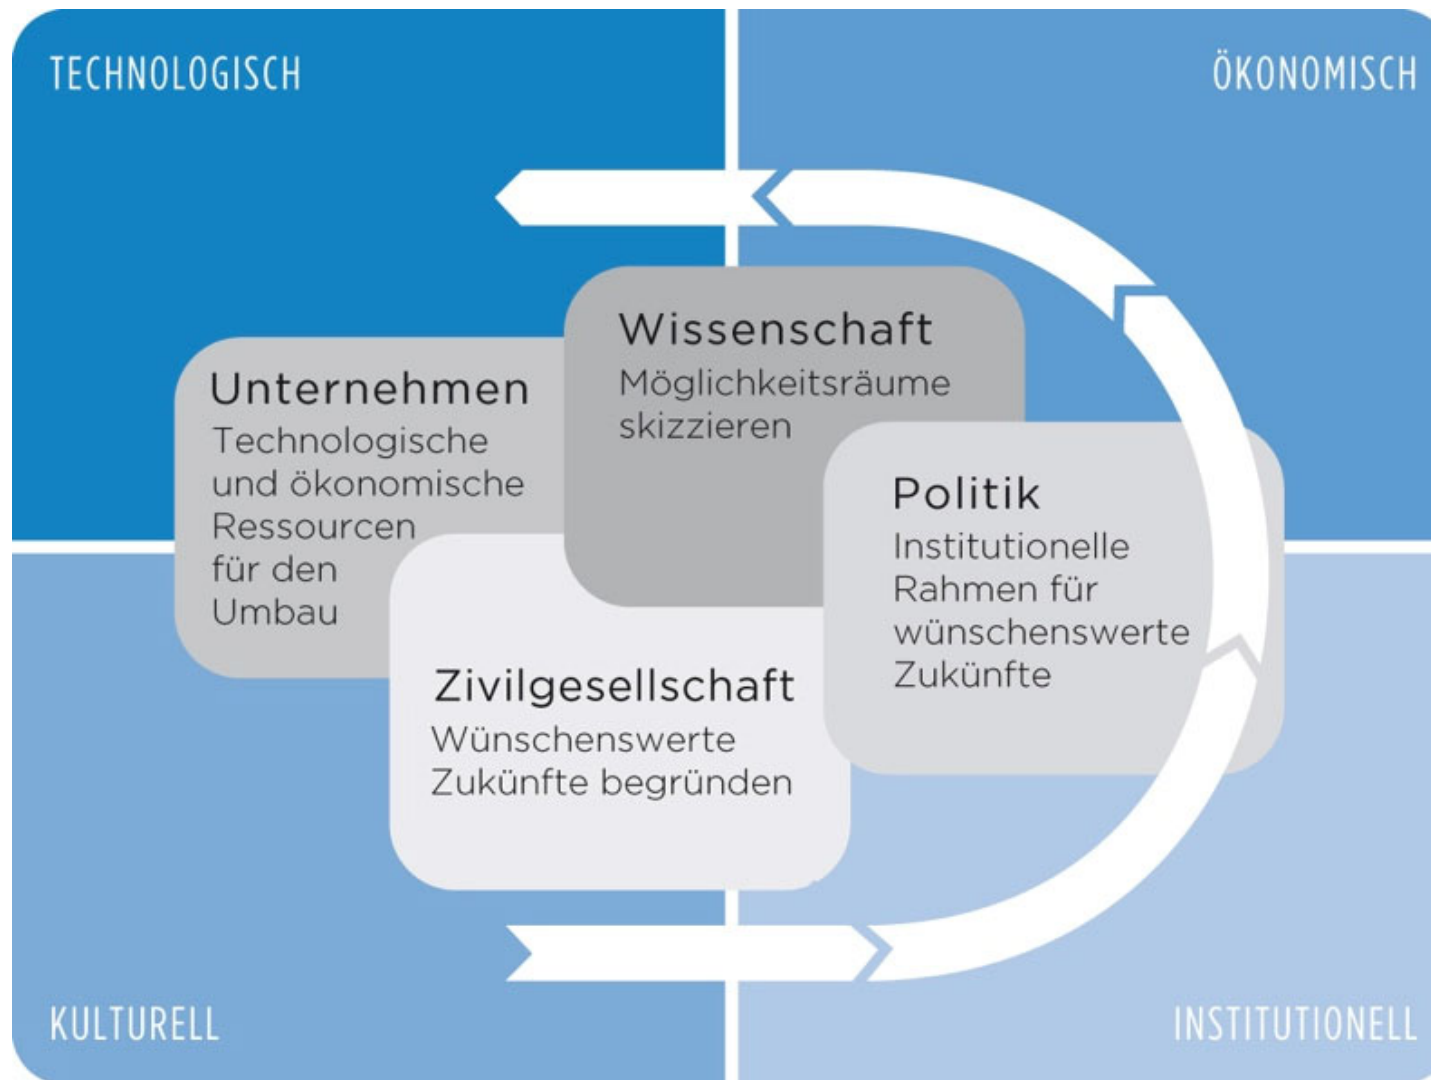 TECHNOLOGISCH
ÖKONOMISCH
Wissenschaft
Möglichkeitsräume
skizzieren
Unternehmen
Technologische
und ökonomische
Ressourcen
für den
Umbau
Politik
Institutionelle
Rahmen für
wünschenswerte
Zukünfte
Zivilgesellschaft
Wünschenswerte
Zukünfte begründen
KULTURELL
INSTITUTIONELL